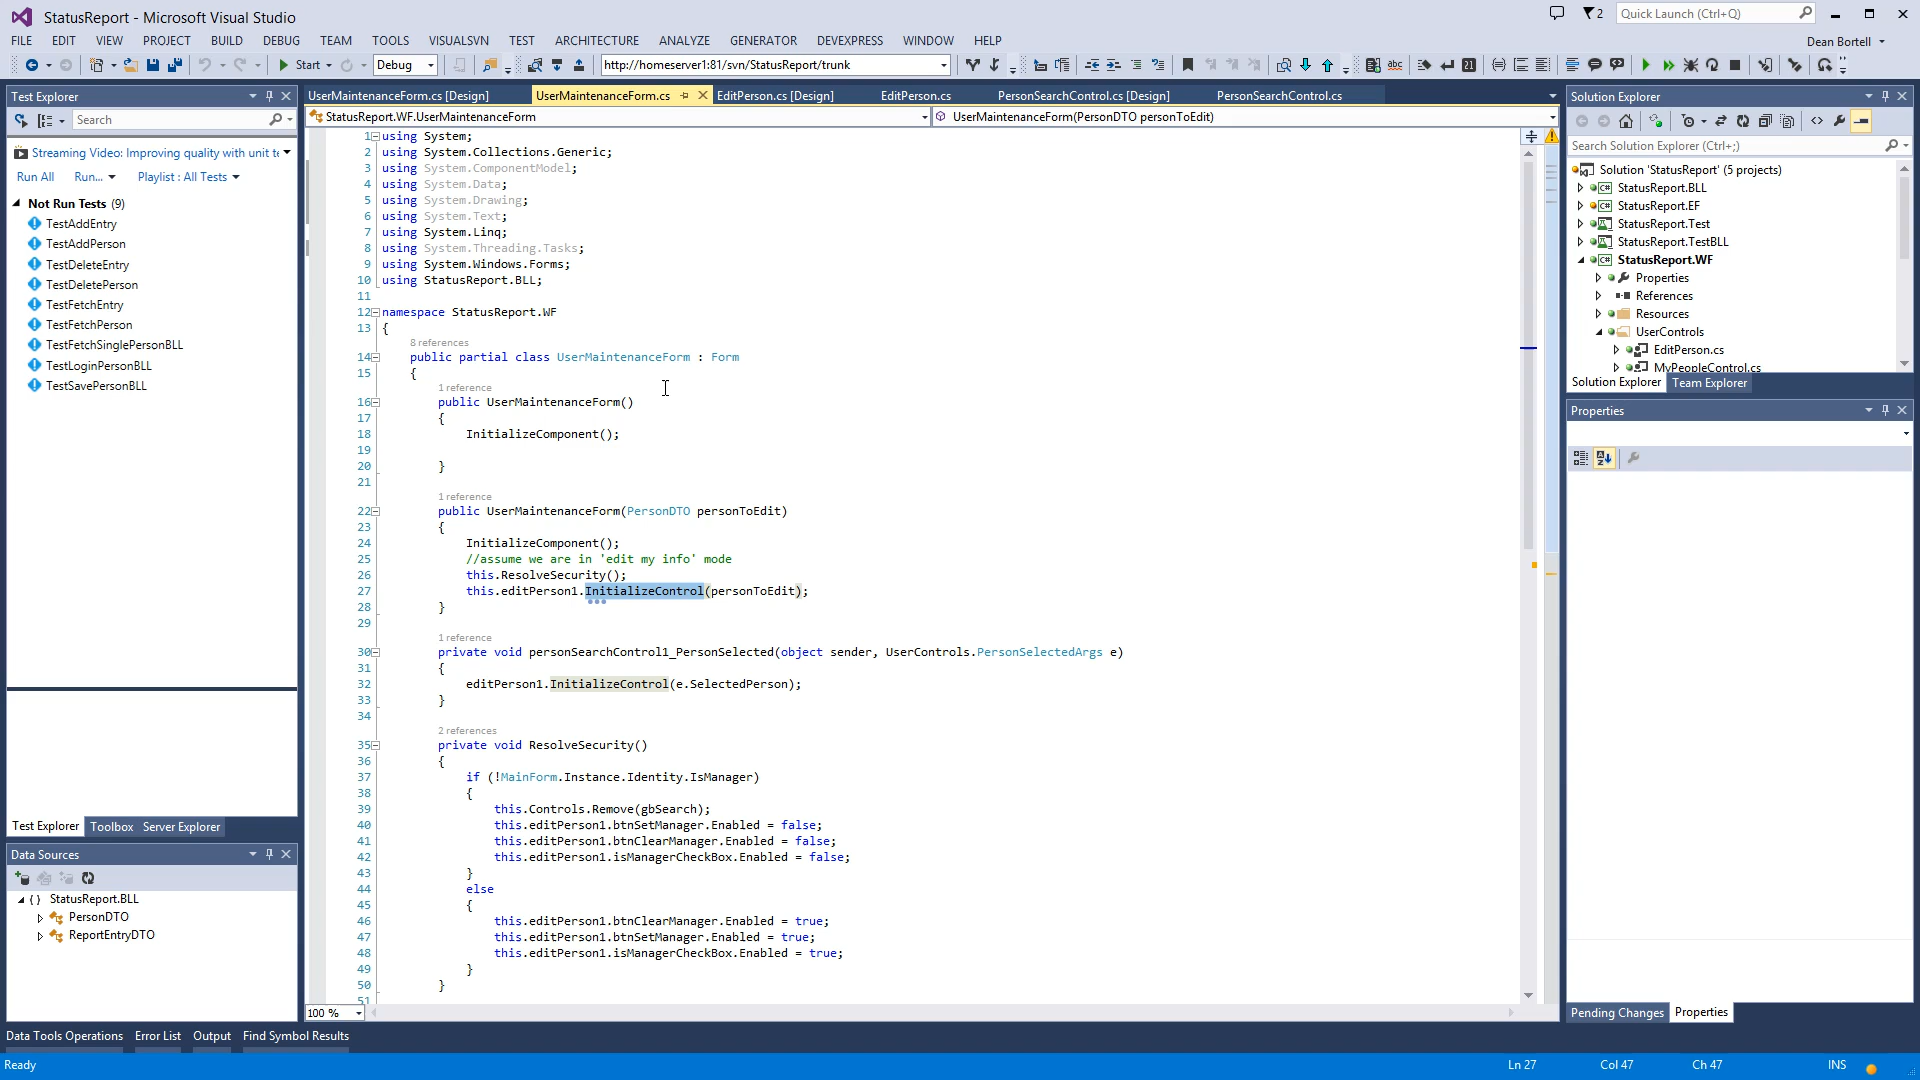 StatusReport - Microsoft Visual Studio
2
Quick Launch (Ctrl+Q)
FILE EDIT VIEW PROJECT BUILD DEBUG TEAM TOOLS VISUALSVN TEST ARCHITECTURE ANALYZE GENERATOR DEVEXPRESS WINDOW HELP
Dean Bortell
Start
Debug
http://homeserver1:81/svn/StatusReport/trunk
Test Explorer
Search
Streaming Video: Improving quality with unit te
Run All Run... Playlist : All Tests
Not Run Tests (9)
TestAddEntry
TestAddPerson
TestDeleteEntry
TestDeletePerson
TestFetchEntry
TestFetchPerson
TestFetchSinglePersonBLL
TestLoginPersonBLL
TestSavePersonBLL
Test Explorer Toolbox Server Explorer
Data Sources
StatusReport.BLL
PersonDTO
ReportEntryDTO
UserMaintenanceForm.cs [Design] UserMaintenanceForm.cs EditPerson.cs [Design] EditPerson.cs PersonSearchControl.cs [Design] PersonSearchControl.cs
StatusReport.WF.UserMaintenanceForm UserMaintenanceForm(PersonDTO personToEdit)
1 using System;
2 using System.Collections.Generic;
3 using System.ComponentModel;
4 using System.Data;
5 using System.Drawing;
6 using System.Text;
7 using System.Linq;
8 using System.Threading.Tasks;
9 using System.Windows.Forms;
10 using StatusReport.BLL;
11
12 namespace StatusReport.WF
13 {
8 references
14 public partial class UserMaintenanceForm : Form
15 {
1 reference
16 public UserMaintenanceForm()
17 {
18 InitializeComponent();
19
20 }
21
1 reference
22 public UserMaintenanceForm(PersonDTO personToEdit)
23 {
24 InitializeComponent();
25 //assume we are in 'edit my info' mode
26 this.ResolveSecurity();
27 this.editPerson1.InitializeControl(personToEdit);
28 }
29
1 reference
30 private void personSearchControl1_PersonSelected(object sender, UserControls.PersonSelectedArgs e)
31 {
32 editPerson1.InitializeControl(e.SelectedPerson);
33 }
34
2 references
35 private void ResolveSecurity()
36 {
37 if (!MainForm.Instance.Identity.IsManager)
38 {
39 this.Controls.Remove(gbSearch);
40 this.editPerson1.btnSetManager.Enabled = false;
41 this.editPerson1.btnClearManager.Enabled = false;
42 this.editPerson1.isManagerCheckBox.Enabled = false;
43 }
44 else
45 {
46 this.editPerson1.btnClearManager.Enabled = true;
47 this.editPerson1.btnSetManager.Enabled = true;
48 this.editPerson1.isManagerCheckBox.Enabled = true;
49 }
50 }
51
100 %
Solution Explorer
Search Solution Explorer (Ctrl+;)
Solution 'StatusReport' (5 projects)
StatusReport.BLL
StatusReport.EF
StatusReport.Test
StatusReport.TestBLL
StatusReport.WF
Properties
References
Resources
UserControls
EditPerson.cs
MyPeopleControl.cs
Solution Explorer Team Explorer
Properties
Pending Changes Properties
Data Tools Operations Error List Output Find Symbol Results
Ready
Ln 27 Col 47 Ch 47 INS